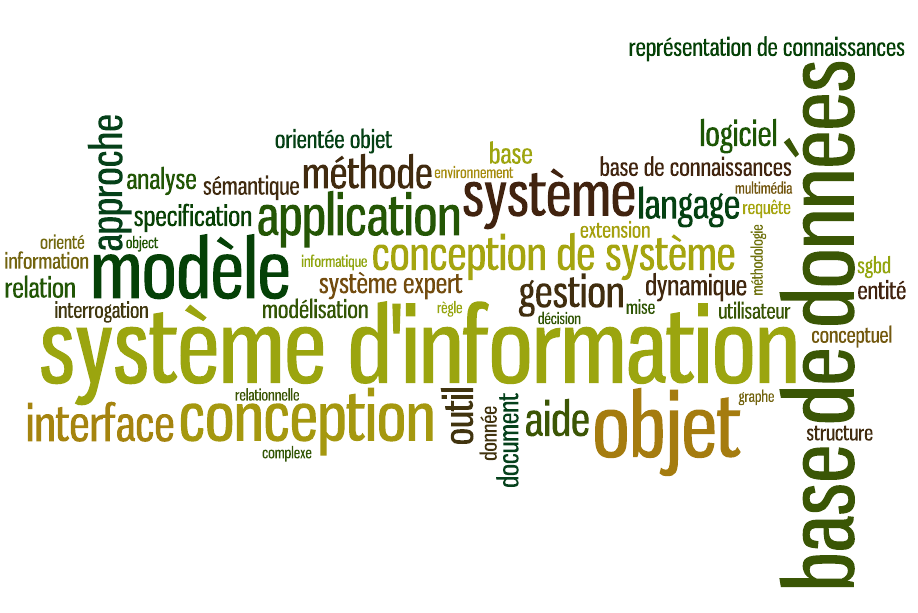 représentation de connaissances
base de données
approche
orientée objet
logiciel
base
analyse
sémantique
méthode
environnement
base de connaissances
système
multimédia
specification
application
langage
requête
orienté
object
extension
méthodologie
information
modèle
informatique
conception de système
sgbd
relation
système expert
gestion
dynamique
entité
interrogation
modélisation
règle
décision
mise
utilisateur
système d'information
conceptuel
relationnelle
interface
conception
outil
donnée
document
aide
objet
graphe
structure
complexe